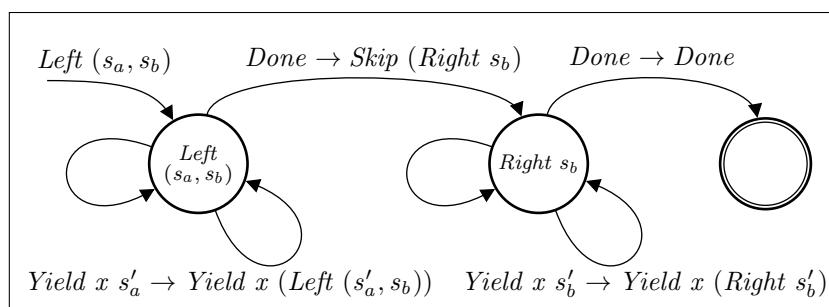 Left (s_a, s_b)
Done → Skip (Right s_b)
Done → Done
Left
(s_a, s_b)
Right s_b
Yield x s'_a → Yield x (Left (s'_a, s_b))
Yield x s'_b → Yield x (Right s'_b)